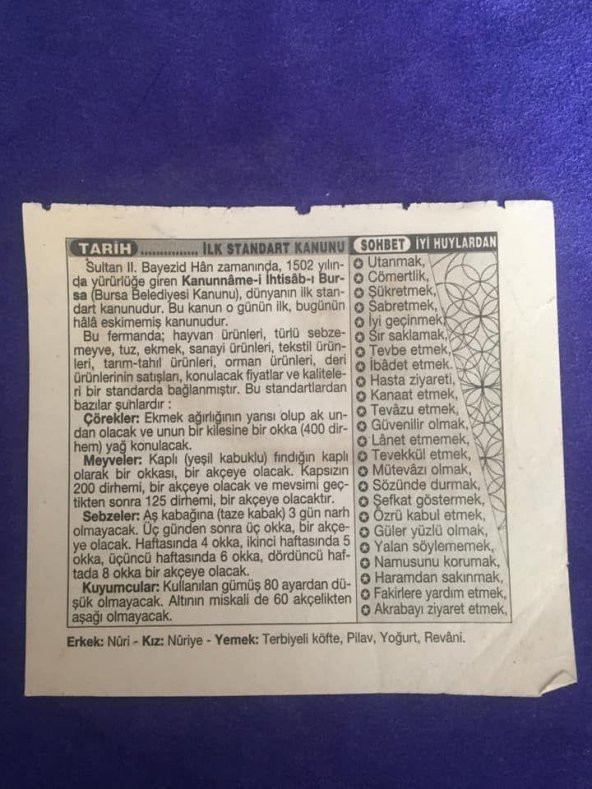 TARİH .............. İLK STANDART KANUNU
Sultan II. Bayezid Hân zamanında, 1502 yılın-
da yürürlüğe giren Kanunnâme-i İhtisâb-ı Bur-
sa (Bursa Belediyesi Kanunu), dünyanın ilk stan-
dart kanunudur. Bu kanun o günün ilk, bugünün
hâlâ eskimemiş kanunudur.
Bu fermanda; hayvan ürünleri, türlü sebze-
meyve, tuz, ekmek, sanayi ürünleri, tekstil ürün-
leri, tarım-tahıl ürünleri, orman ürünleri, deri
ürünlerinin satışları, konulacak fiyatlar ve kalitele-
ri bir standarda bağlanmıştır. Bu standartlardan
bazılar şunlardır :
Çörekler: Ekmek ağırlığının yarısı olup ak un-
dan olacak ve unun bir kilesine bir okka (400 dir-
hem) yağ konulacak.
Meyveler: Kaplı (yeşil kabuklu) fındığın kaplı
olarak bir okkası, bir akçeye olacak. Kapsızın
200 dirhemi, bir akçeye olacak ve mevsimi geç-
tikten sonra 125 dirhemi, bir akçeye olacaktır.
Sebzeler: Aş kabağına (taze kabak) 3 gün narh
olmayacak. Üç günden sonra üç okka, bir akçe-
ye olacak. Haftasında 4 okka, ikinci haftasında 5
okka, üçüncü haftasında 6 okka, dördüncü haf-
tada 8 okka bir akçeye olacak.
Kuyumcular: Kullanılan gümüş 80 ayardan dü-
şük olmayacak. Altının miskali de 60 akçelikten
aşağı olmayacak.
SOHBET İYİ HUYLARDAN
Utanmak,
Cömertlik,
Şükretmek,
Sabretmek,
İyi geçinmek,
Sır saklamak,
Tevbe etmek,
İbâdet etmek,
Hasta ziyareti,
Kanaat etmek,
Tevâzu etmek,
Güvenilir olmak,
Lânet etmemek,
Tevekkül etmek,
Mütevâzı olmak,
Sözünde durmak,
Şefkat göstermek,
Özrü kabul etmek,
Güler yüzlü olmak,
Yalan söylememek,
Namusunu korumak,
Haramdan sakınmak,
Fakirlere yardım etmek,
Akrabayı ziyaret etmek,
Erkek: Nûri - Kız: Nûriye - Yemek: Terbiyeli köfte, Pilav, Yoğurt, Revâni.